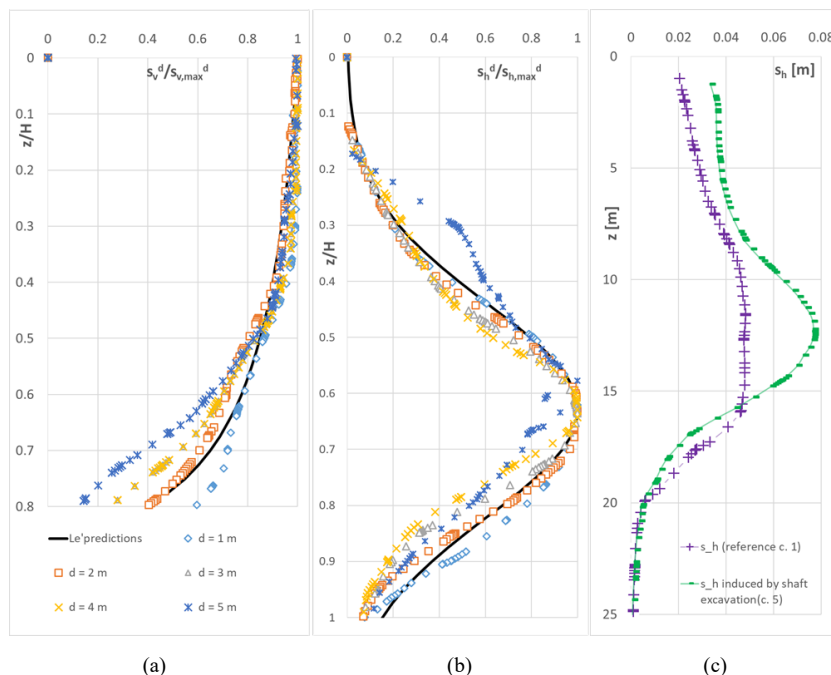 0 0.2 0.4 0.6 0.8 1
s_v^d/s_v,max^d
z/H
0
0.1
0.2
0.3
0.4
0.5
0.6
0.7
0.8
Le'predictions
d = 1 m
d = 2 m
d = 3 m
d = 4 m
d = 5 m
(a)
0 0.2 0.4 0.6 0.8 1
s_h^d/s_h,max^d
z/H
0
0.1
0.2
0.3
0.4
0.5
0.6
0.7
0.8
0.9
1
(b)
0 0.02 0.04 0.06 0.08
s_h [m]
z [m]
0
5
10
15
20
25
s_h (reference c. 1)
s_h induced by shaft
excavation(c. 5)
(c)